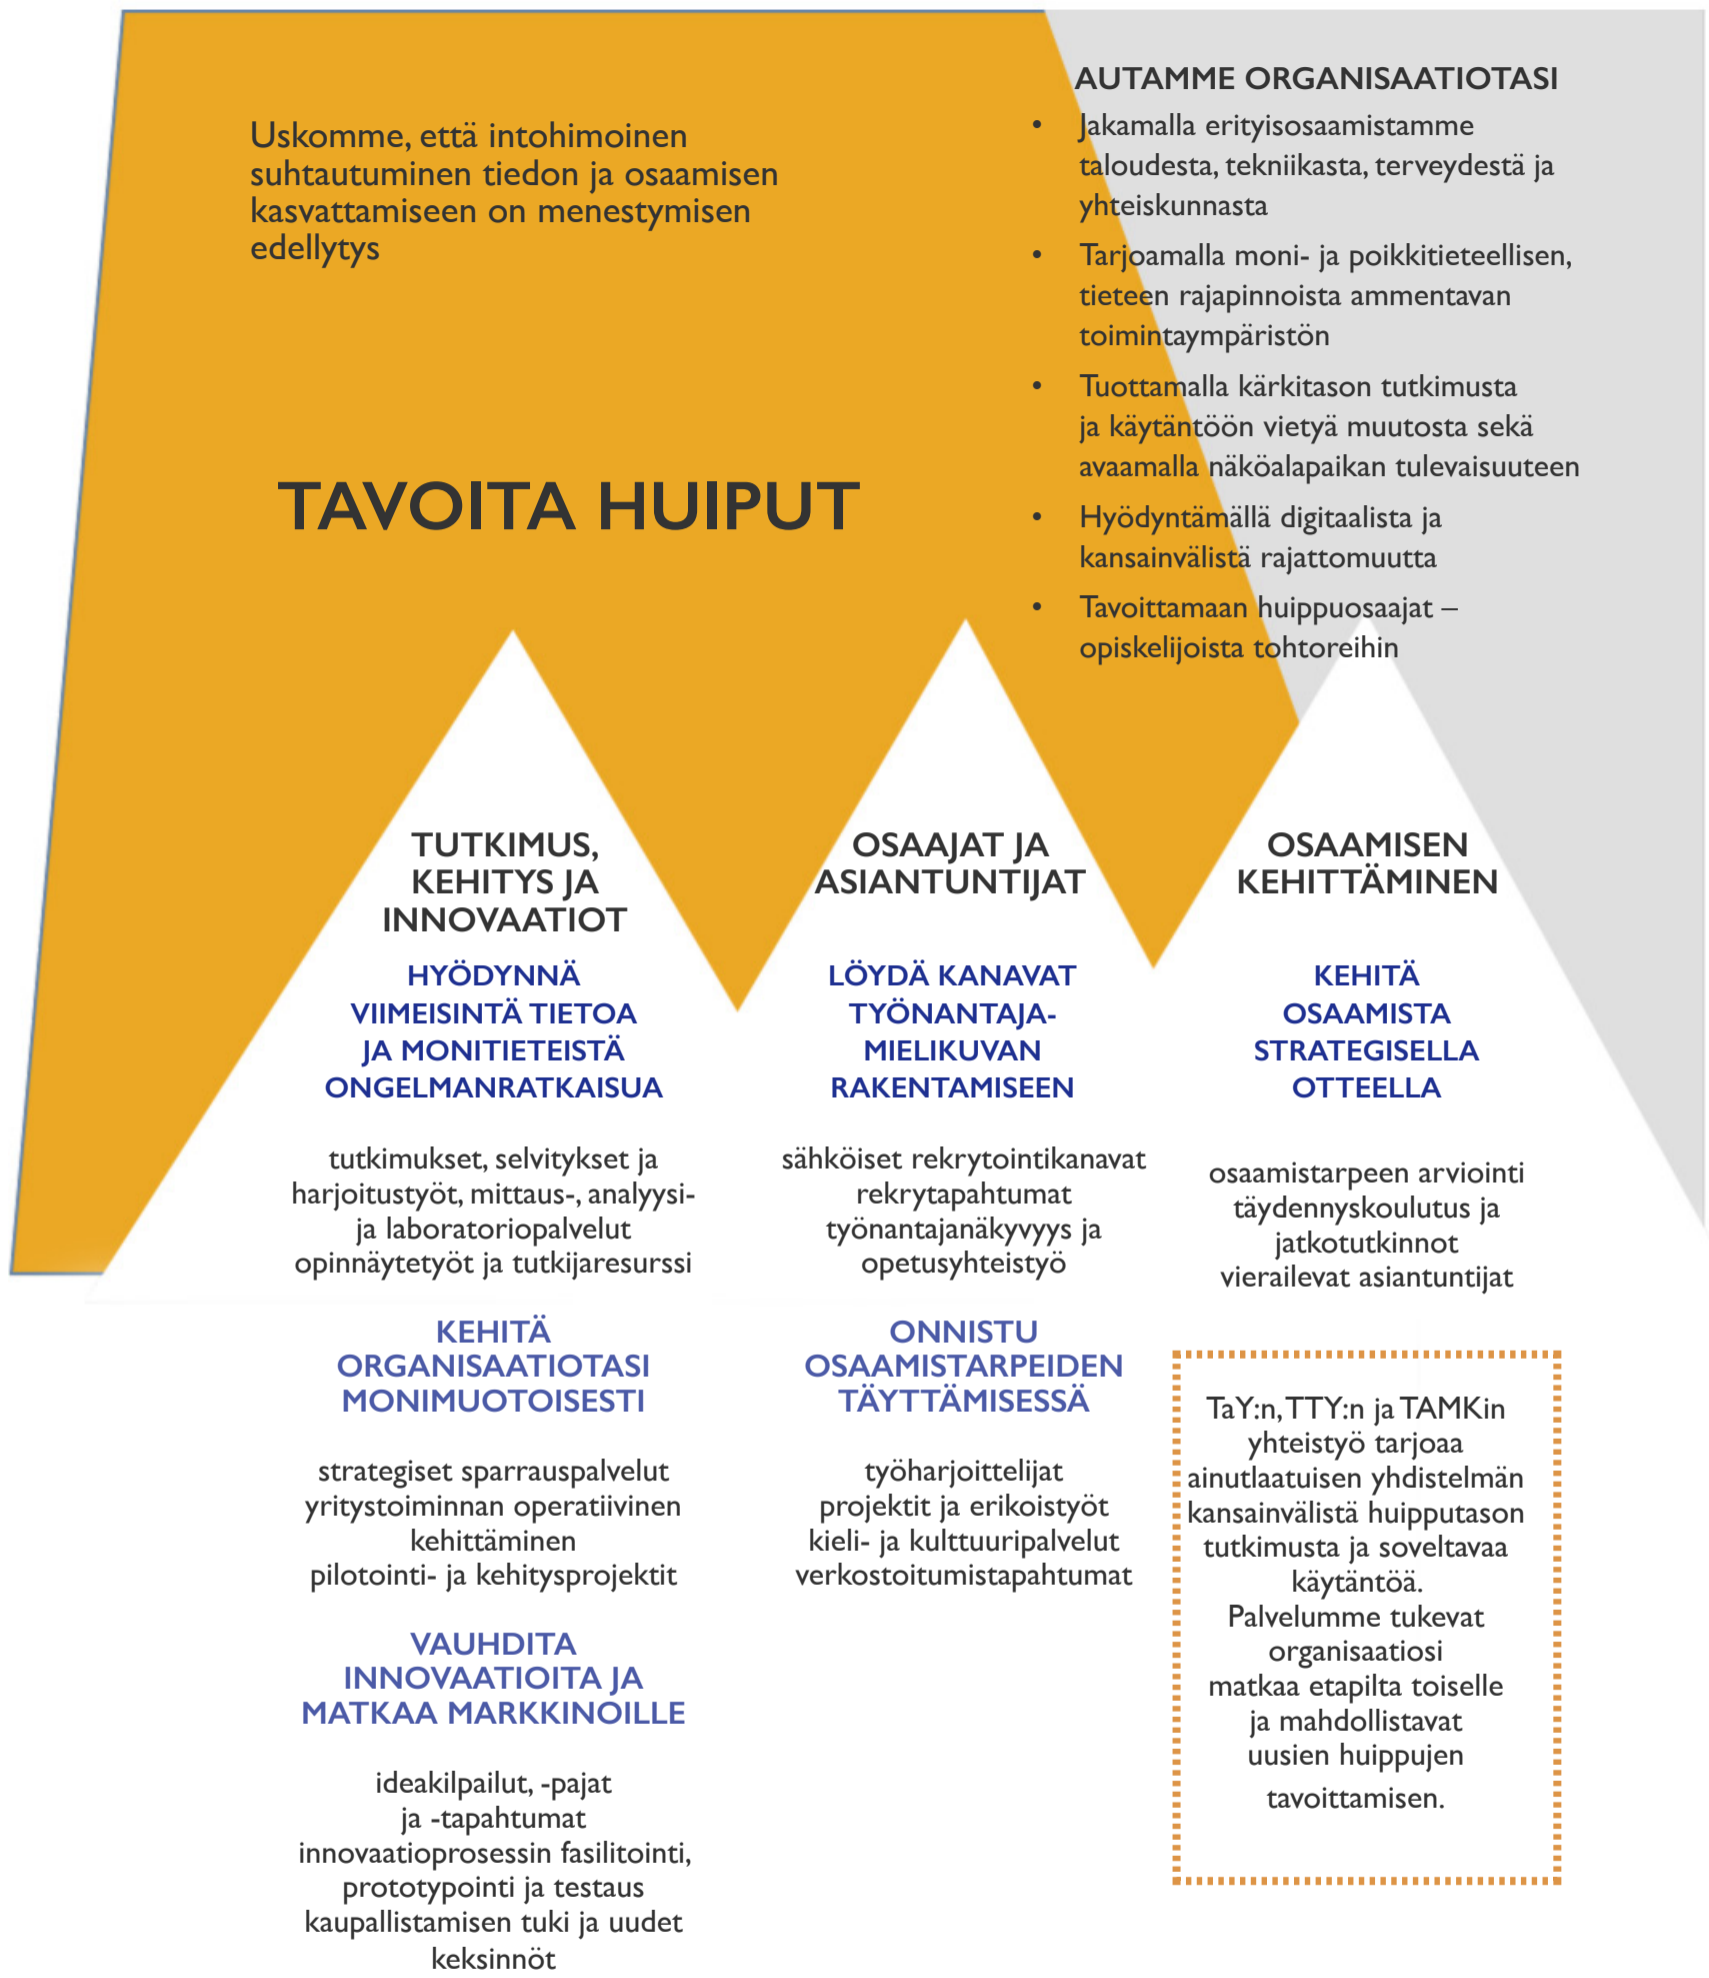 Uskomme, että intohimoinen
suhtautuminen tiedon ja osaamisen
kasvattamiseen on menestymisen
edellytys
TAVOITA HUIPUT
AUTAMME ORGANISAATIOTASI
• Jakamalla erityisosaamistamme
taloudesta, tekniikasta, terveydestä ja
yhteiskunnasta
• Tarjoamalla moni- ja poikkitieteellisen,
tieteen rajapinnoista ammentavan
toimintaympäristön
• Tuottamalla kärkitason tutkimusta
ja käytäntöön vietyä muutosta sekä
avaamalla näköalapaikan tulevaisuuteen
• Hyödyntämällä digitaalista ja
kansainvälistä rajattomuutta
• Tavoittamaan huippuosaajat –
opiskelijoista tohtoreihin
TUTKIMUS,
KEHITYS JA
INNOVAATIOT
HYÖDYNNÄ
VIIMEISINTÄ TIETOA
JA MONITIETEISTÄ
ONGELMANRATKAISUA
tutkimukset, selvitykset ja
harjoitustyöt, mittaus-, analyysi-
ja laboratoriopalvelut
opinnäytetyöt ja tutkijaresurssi
KEHITÄ
ORGANISAATIOTASI
MONIMUOTOISESTI
strategiset sparrauspalvelut
yritystoiminnan operatiivinen
kehittäminen
pilotointi- ja kehitysprojektit
VAUHDITA
INNOVAATIOITA JA
MATKAA MARKKINOILLE
ideakilpailut, -pajat
ja -tapahtumat
innovaatioprosessin fasilitointi,
prototypointi ja testaus
kaupallistamisen tuki ja uudet
keksinnöt
OSAAJAT JA
ASIANTUNTIJAT
LÖYDÄ KANAVAT
TYÖNANTAJA-
MIELIKUVAN
RAKENTAMISEEN
sähköiset rekrytointikanavat
rekrytapahtumat
työnantajanäkyvyys ja
opetusyhteistyö
ONNISTU
OSAAMISTARPEIDEN
TÄYTTÄMISESSÄ
työharjoittelijat
projektit ja erikoistyöt
kieli- ja kulttuuripalvelut
verkostoitumistapahtumat
OSAAMISEN
KEHITTÄMINEN
KEHITÄ
OSAAMISTA
STRATEGISELLA
OTTEELLA
osaamistarpeen arviointi
täydennyskoulutus ja
jatkotutkinnot
vierailevat asiantuntijat
TaY:n, TTY:n ja TAMKin
yhteistyö tarjoaa
ainutlaatuisen yhdistelmän
kansainvälistä huipputason
tutkimusta ja soveltavaa
käytäntöä.
Palvelumme tukevat
organisaatiosi
matkaa etapilta toiselle
ja mahdollistavat
uusien huippujen
tavoittamisen.